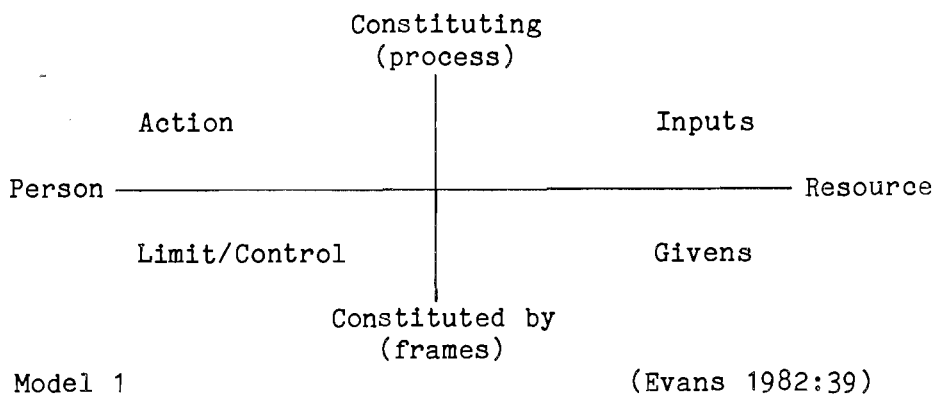 Constituting
(process)
Action Inputs
Person Resource
Limit/Control Givens
Constituted by
(frames)
Model 1 (Evans 1982:39)